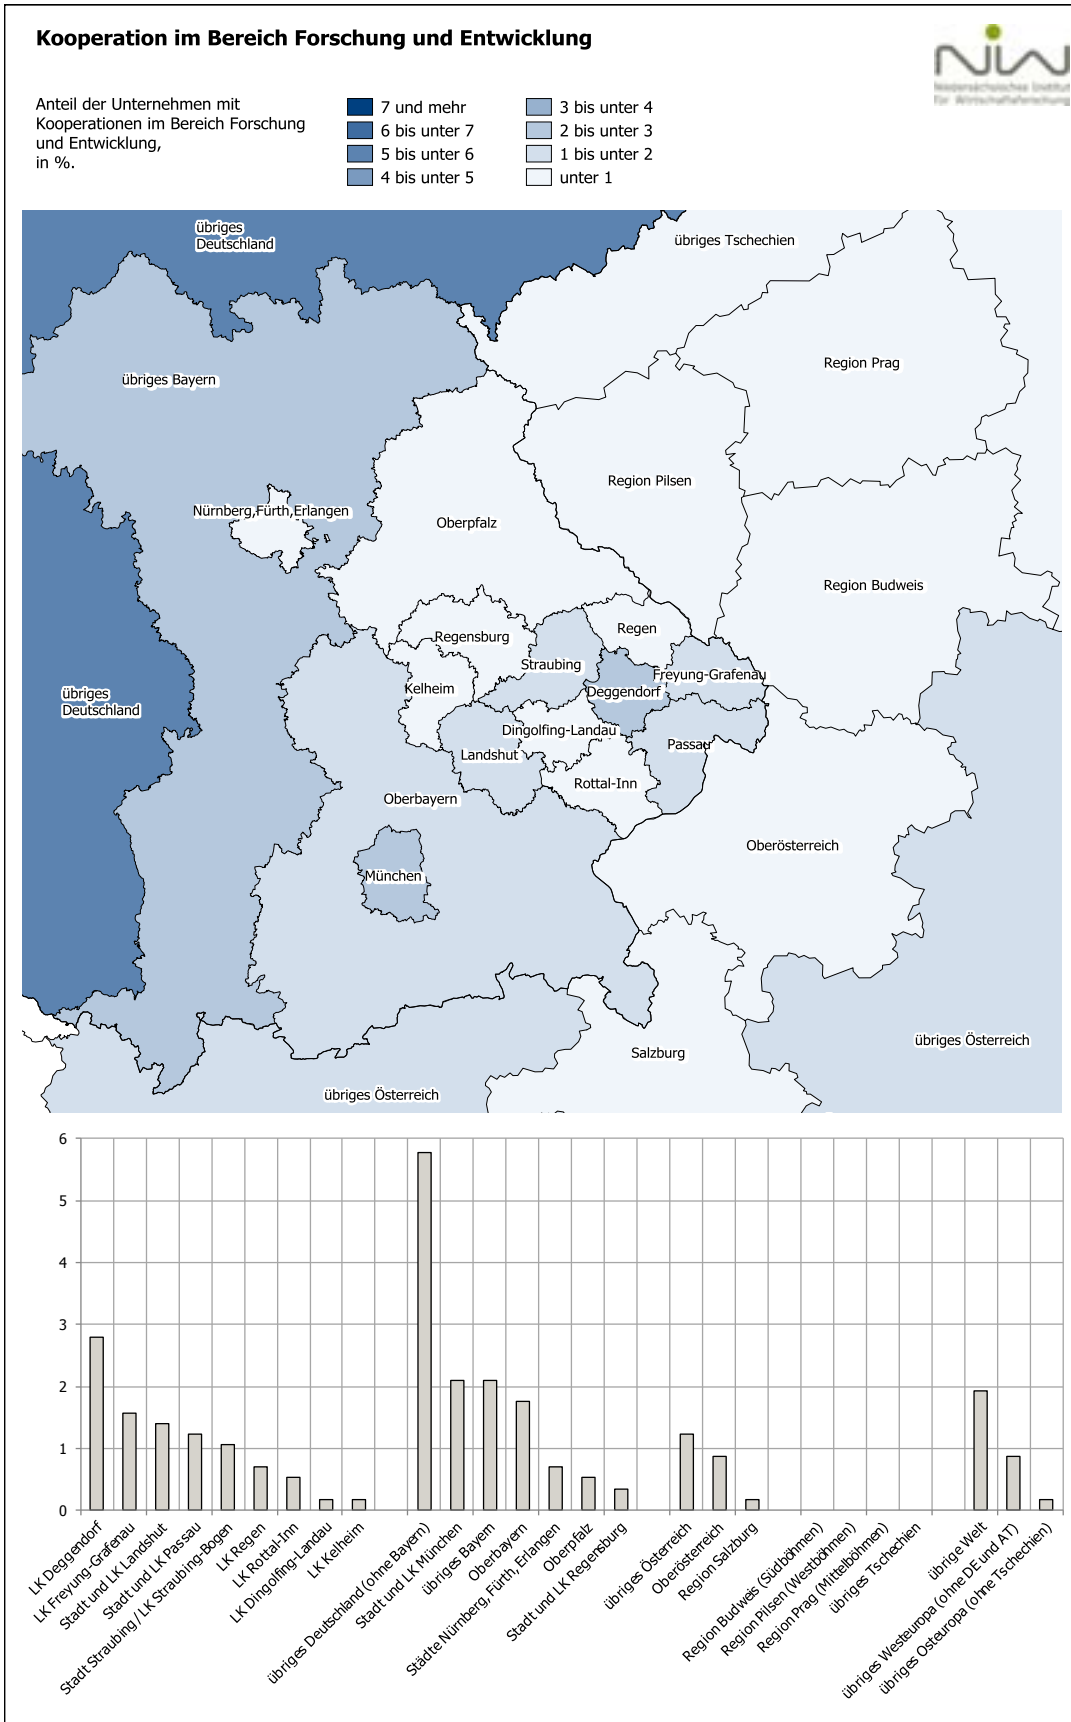 Kooperation im Bereich Forschung und Entwicklung
Niedersächsisches Institut
für Wirtschaftsforschung
Anteil der Unternehmen mit
Kooperationen im Bereich Forschung
und Entwicklung,
in %.
7 und mehr
6 bis unter 7
5 bis unter 6
4 bis unter 5
3 bis unter 4
2 bis unter 3
1 bis unter 2
unter 1
übriges
Deutschland
übriges Tschechien
Region Prag
übriges Bayern
Region Pilsen
Nürnberg,Fürth,Erlangen
Oberpfalz
Region Budweis
Regen
Regensburg
Straubing
Freyung-Grafenau
Kelheim
Deggendorf
übriges
Deutschland
Dingolfing-Landau
Passau
Landshut
Rottal-Inn
Oberbayern
Oberösterreich
München
übriges Österreich
Salzburg
übriges Österreich
6
5
4
3
2
1
0
LK Deggendorf
LK Freyung-Grafenau
Stadt und LK Landshut
Stadt und LK Passau
Stadt Straubing / LK Straubing-Bogen
LK Regen
LK Rottal-Inn
LK Dingolfing-Landau
LK Kelheim
übriges Deutschland (ohne Bayern)
Stadt und LK München
übriges Bayern
Oberbayern
Städte Nürnberg, Fürth, Erlangen
Oberpfalz
Stadt und LK Regensburg
übriges Österreich
Oberösterreich
Region Salzburg
Region Budweis (Südböhmen)
Region Pilsen (Westböhmen)
Region Prag (Mittelböhmen)
übriges Tschechien
übrige Welt
übriges Westeuropa (ohne DE und AT)
übriges Osteuropa (ohne Tschechien)